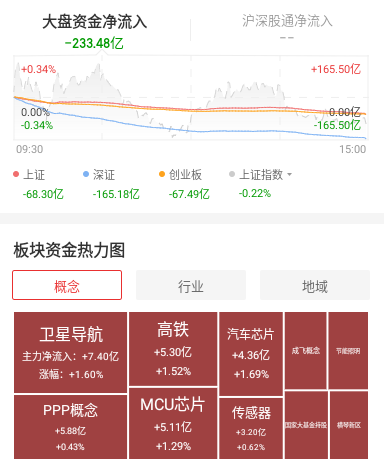 大盘资金净流入
沪深股通净流入
-233.48亿
--
+0.34%
+165.50亿
0.00%
0.00亿
-0.34%
-165.50亿
09:30
15:00
上证
深证
创业板
上证指数
-68.30亿
-165.18亿
-67.49亿
-0.22%
板块资金热力图
概念
行业
地域
卫星导航
主力净流入：+7.40亿
涨幅：+1.60%
高铁
+5.30亿
+1.52%
汽车芯片
+4.36亿
+1.69%
成飞概念
节能照明
PPP概念
+5.88亿
+0.43%
MCU芯片
+5.11亿
+1.29%
传感器
+3.20亿
+0.62%
国家大基金持股
横琴新区